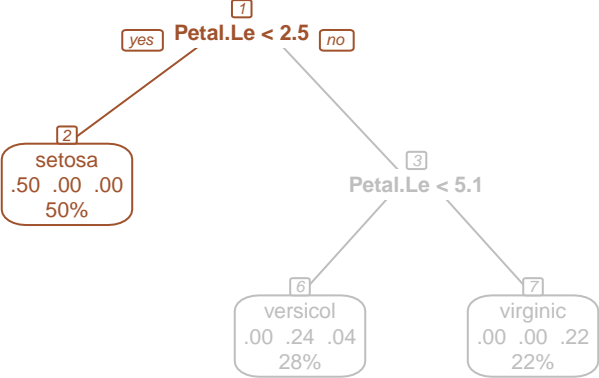 1
yes Petal.Le < 2.5 no
2
setosa
.50 .00 .00
50%
3
Petal.Le < 5.1
6
versicol
.00 .24 .04
28%
7
virginic
.00 .00 .22
22%